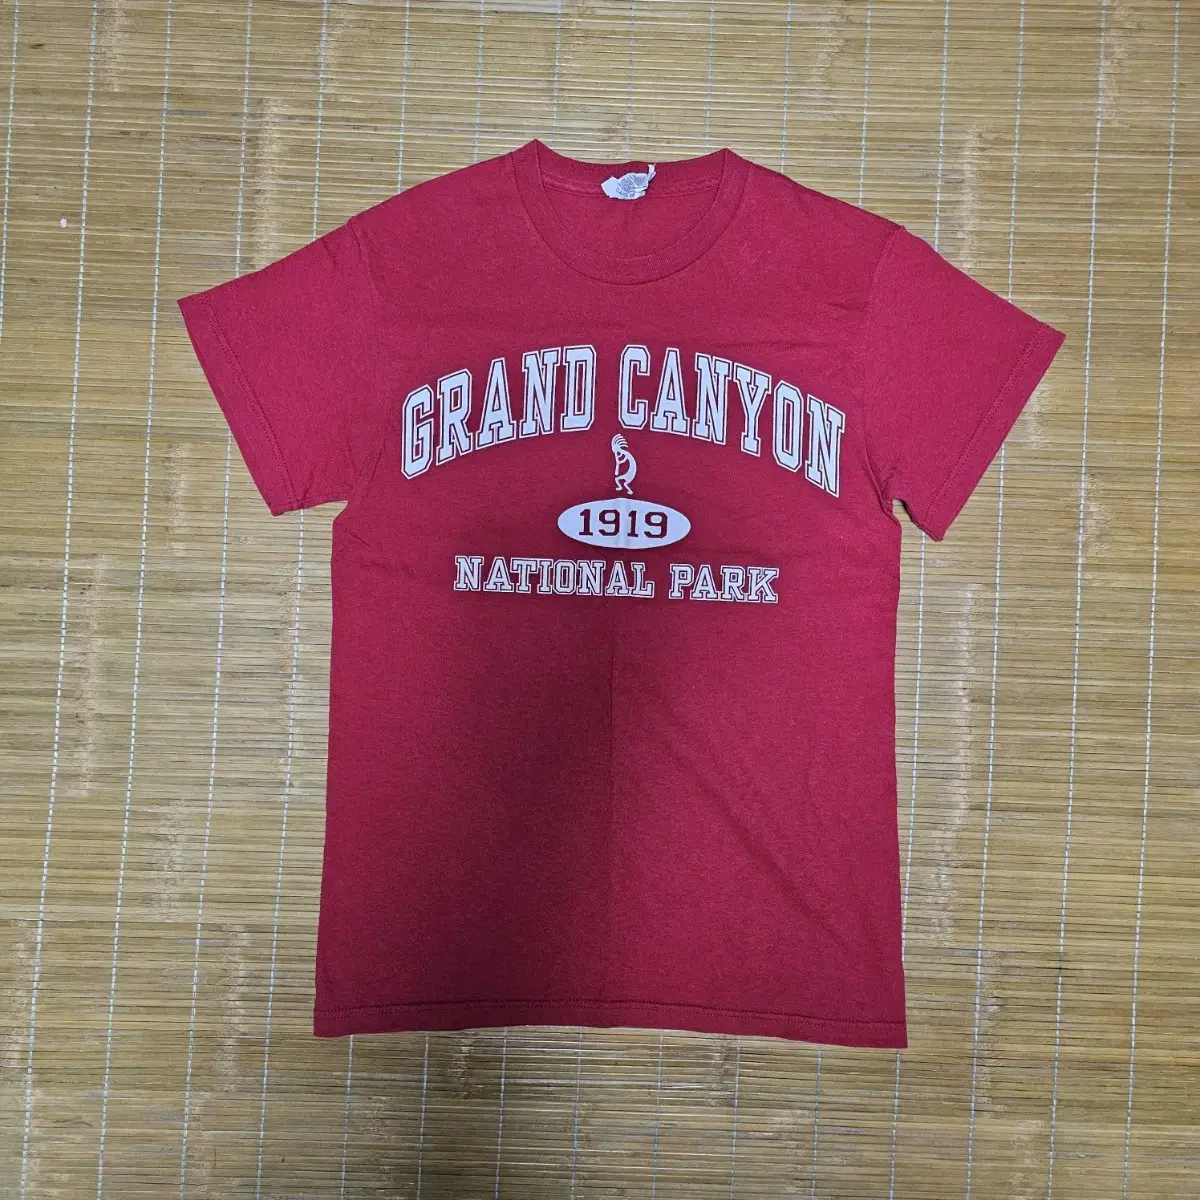 GRAND CANYON
1919
NATIONAL PARK